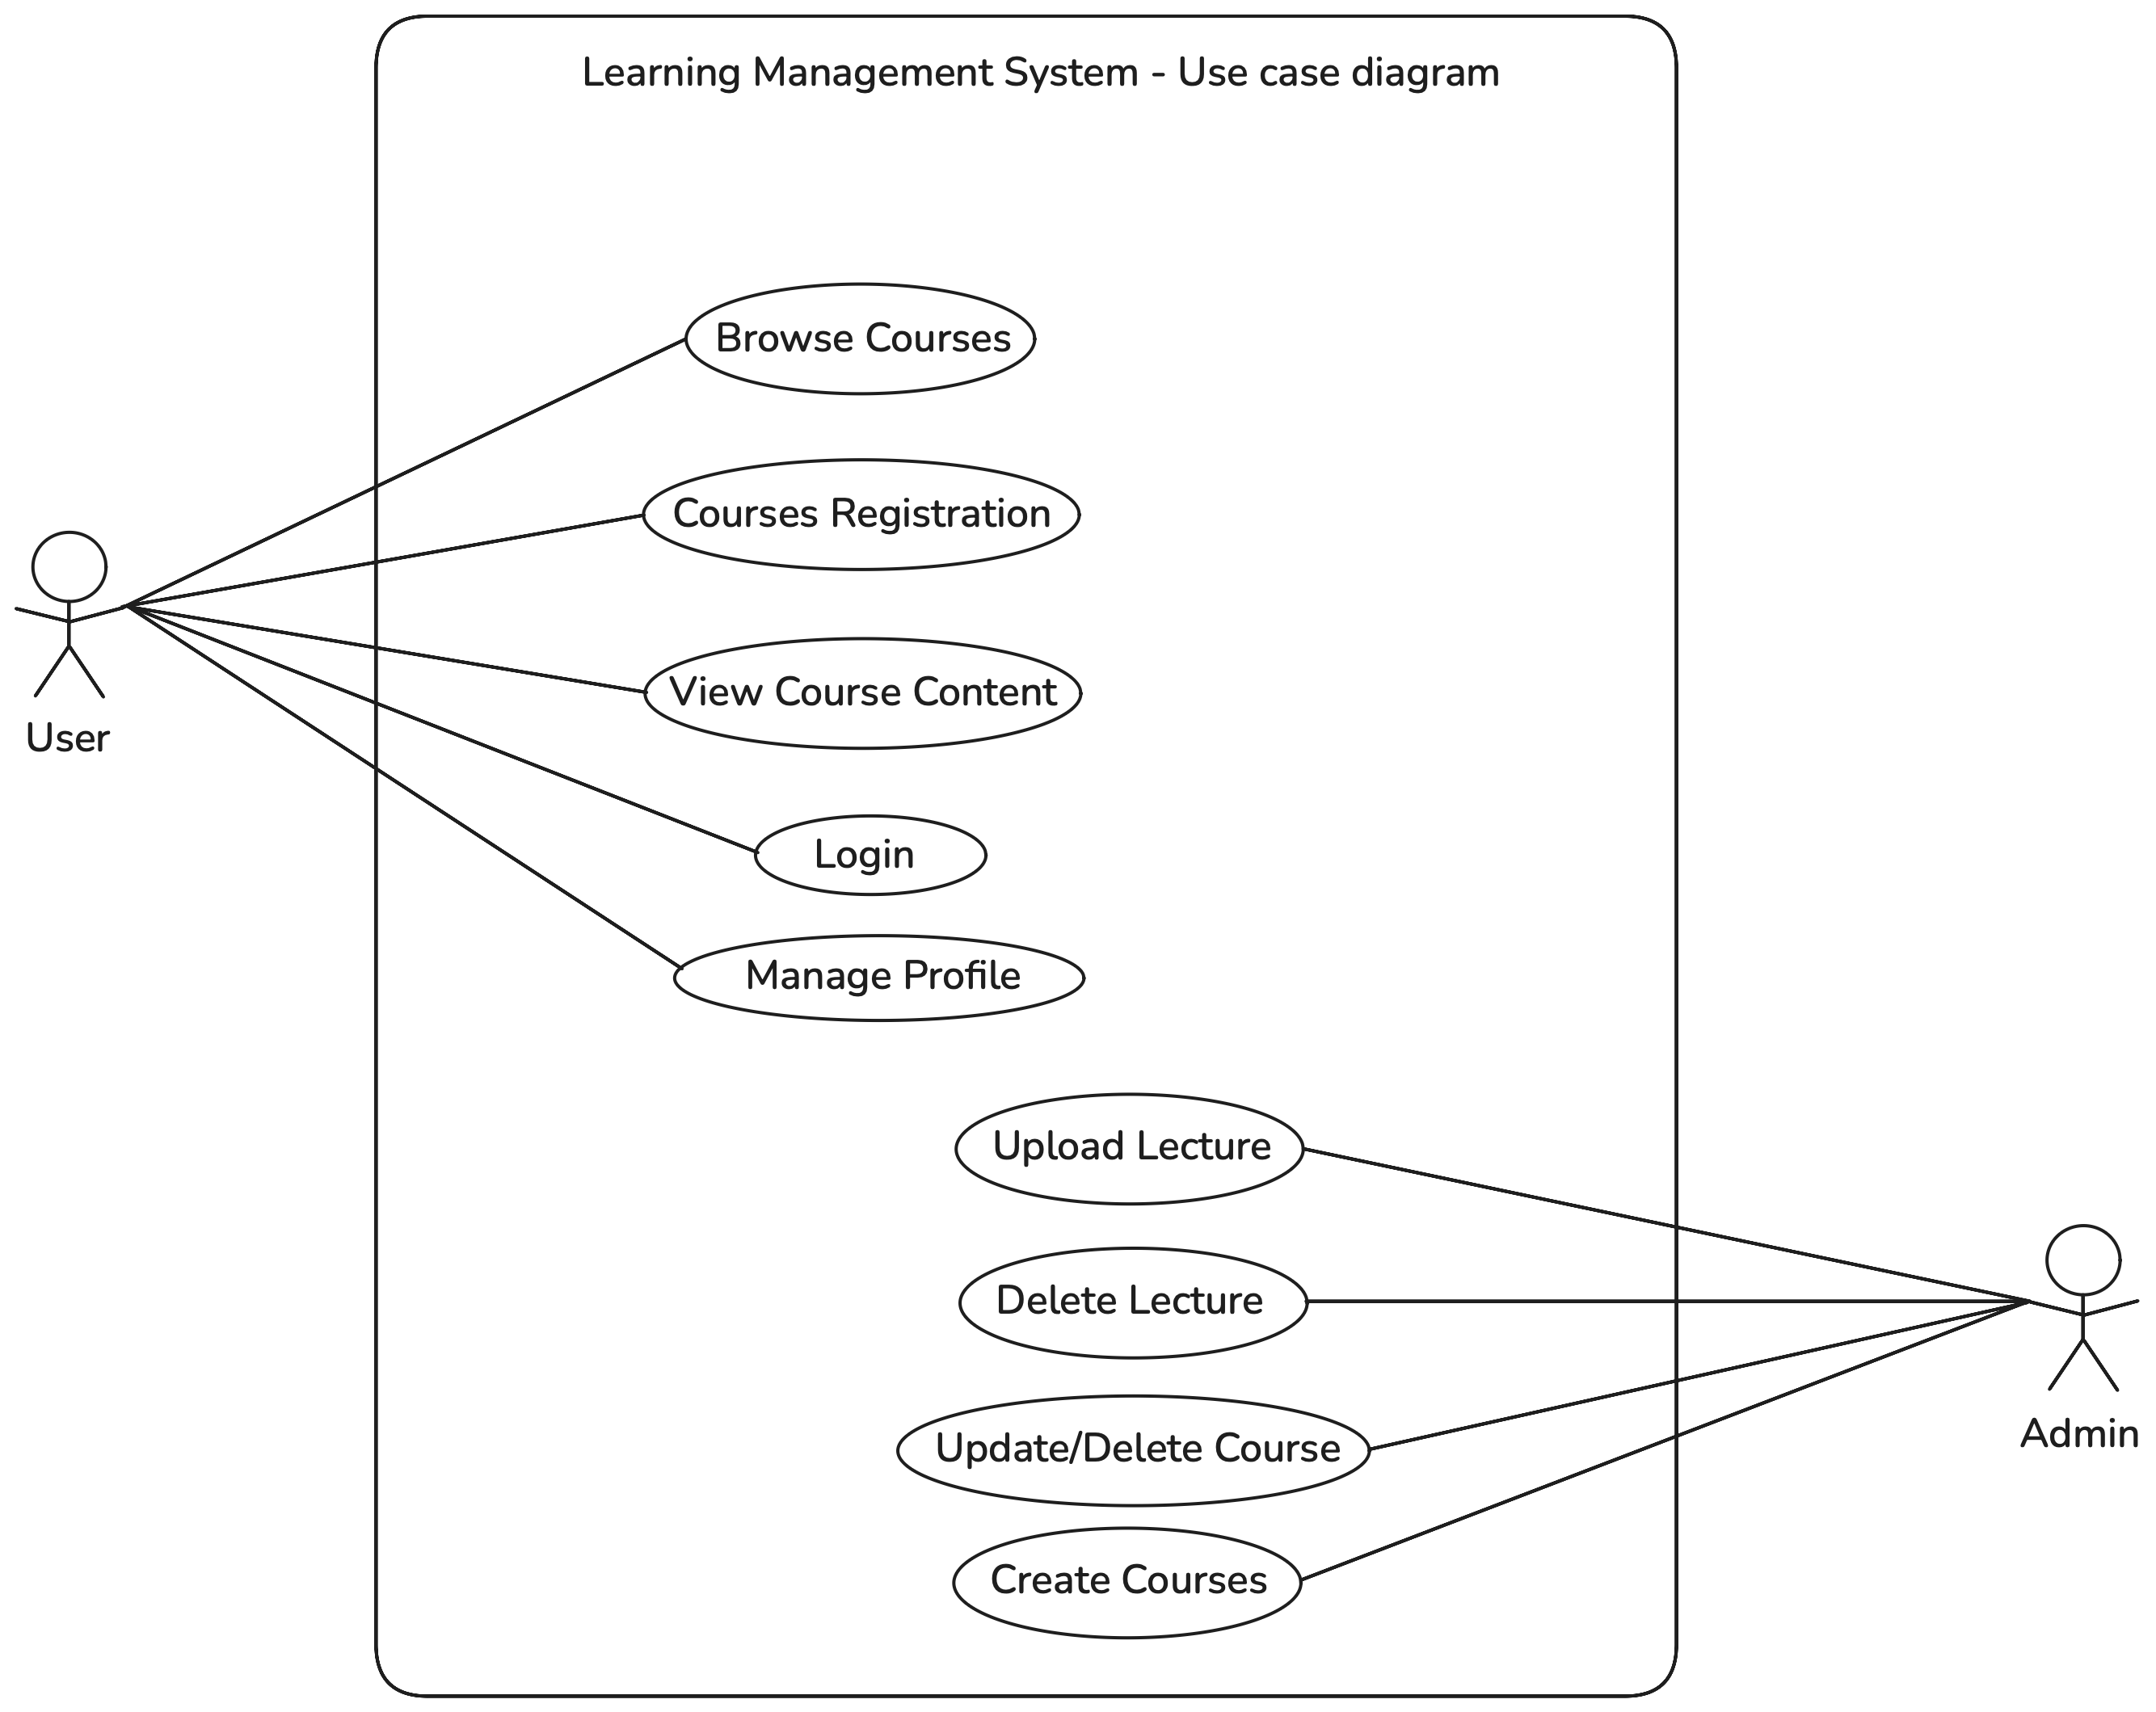 Learning Management System - Use case diagram
Browse Courses
Courses Registration
View Course Content
User
Login
Manage Profile
Upload Lecture
Delete Lecture
Update/Delete Course
Admin
Create Courses